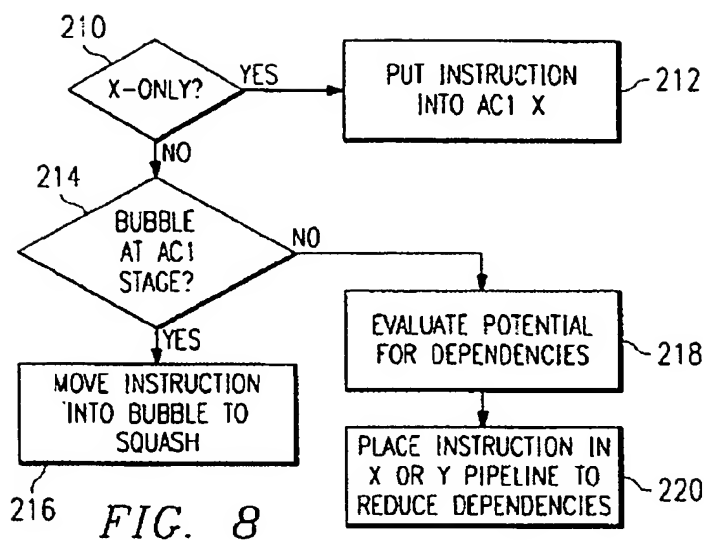 210
X-ONLY?
YES
PUT INSTRUCTION
INTO AC1 X
212
NO
214
BUBBLE
AT AC1
STAGE?
NO
YES
EVALUATE POTENTIAL
FOR DEPENDENCIES
218
MOVE INSTRUCTION
INTO BUBBLE TO
SQUASH
216
PLACE INSTRUCTION IN
X OR Y PIPELINE TO
REDUCE DEPENDENCIES
220
FIG. 8